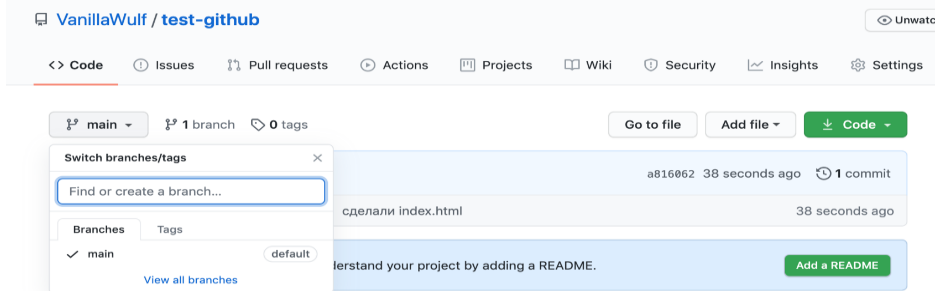 VanillaWulf / test-github
Code Issues Pull requests Actions Projects Wiki Security Insights Settings
main 1 branch 0 tags Go to file Add file Code
Switch branches/tags
a816062 38 seconds ago 1 commit
Find or create a branch...
сделали index.html 38 seconds ago
Branches Tags
main default
your project by adding a README. Add a README
View all branches